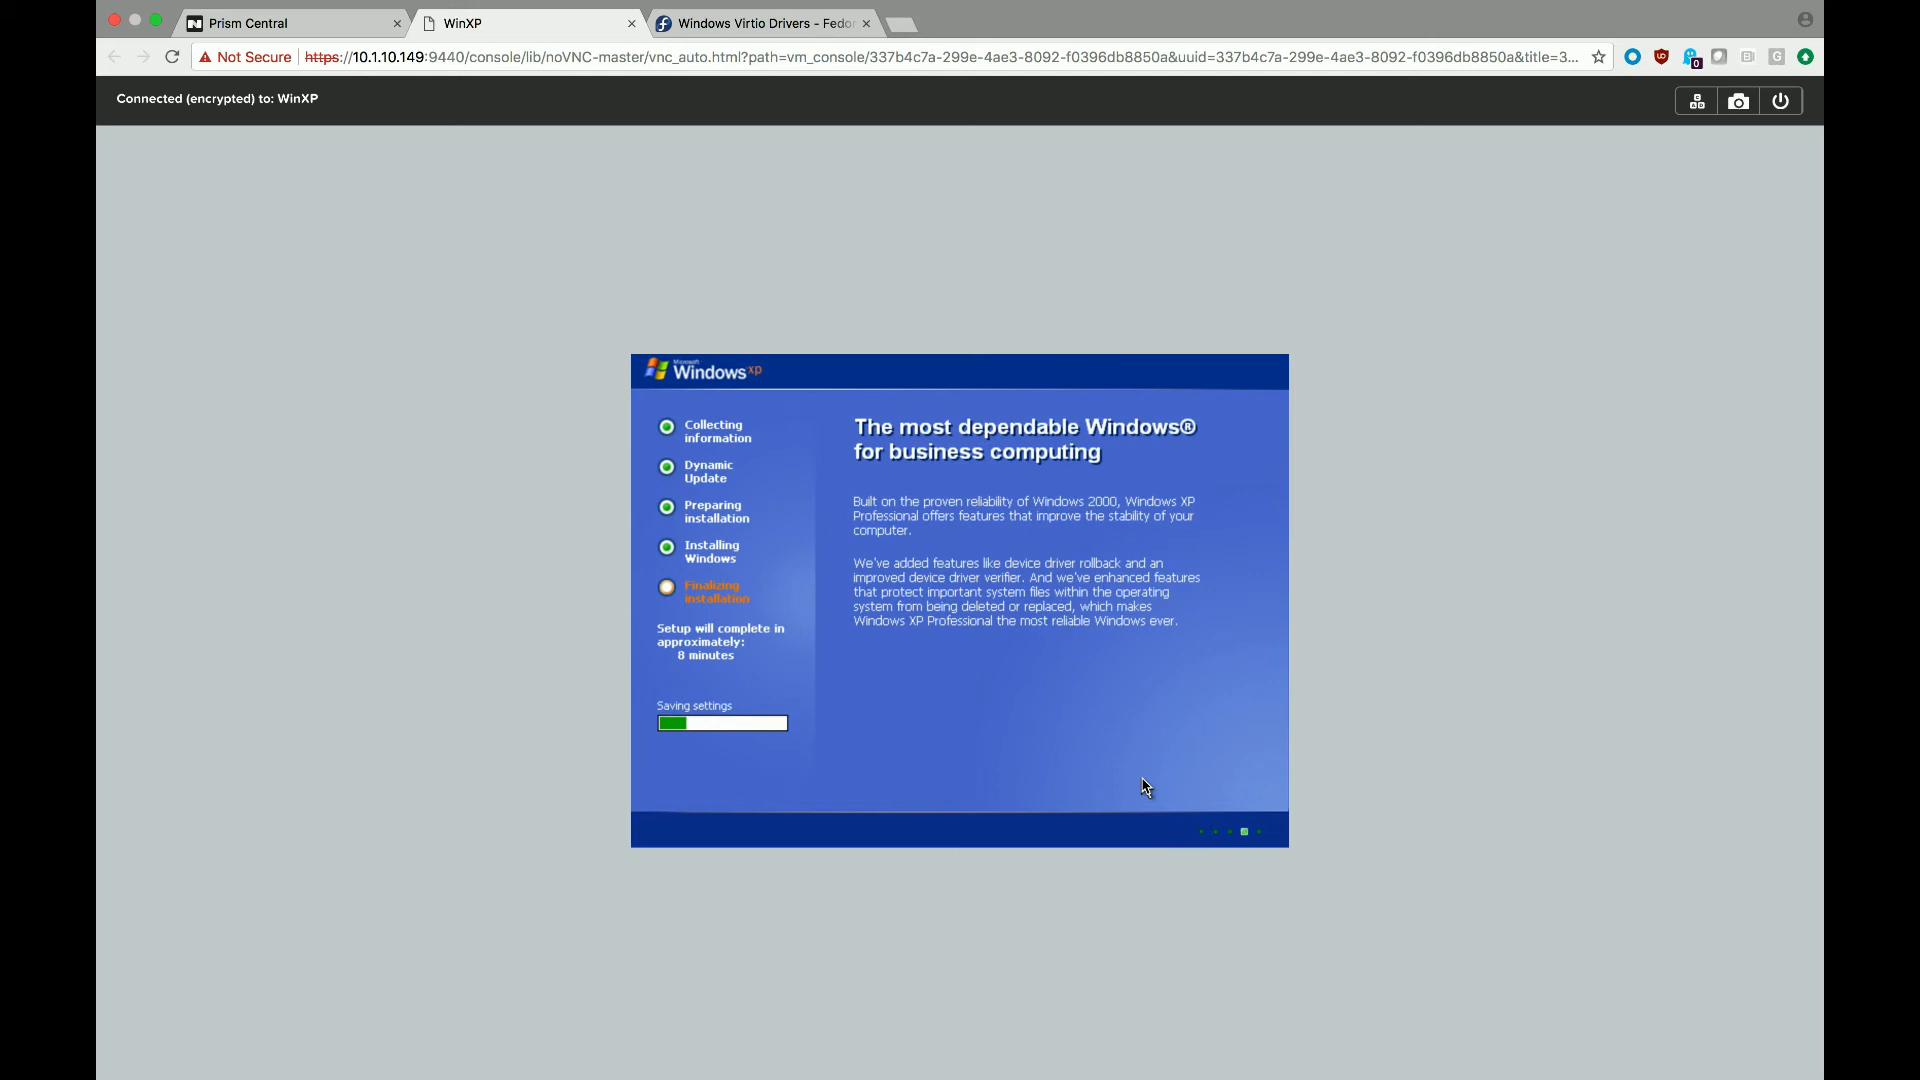 Prism Central
WinXP
Windows Virtio Drivers - Fedo
Not Secure
https://10.1.10.149:9440/console/lib/noVNC-master/vnc_auto.html?path=vm_console/337b4c7a-299e-4ae3-8092-f0396db8850a&uuid=337b4c7a-299e-4ae3-8092-f0396db8850a&title=3...
0
Connected (encrypted) to: WinXP
Microsoft
Windows xp
Collecting
information
Dynamic
Update
Preparing
installation
Installing
Windows
Finalizing
installation
Setup will complete in
approximately:
8 minutes
Saving settings
The most dependable Windows®
for business computing
Built on the proven reliability of Windows 2000, Windows XP
Professional offers features that improve the stability of your
computer.
We've added features like device driver rollback and an
improved device driver verifier. And we've enhanced features
that protect important system files within the operating
system from being deleted or replaced, which makes
Windows XP Professional the most reliable Windows ever.